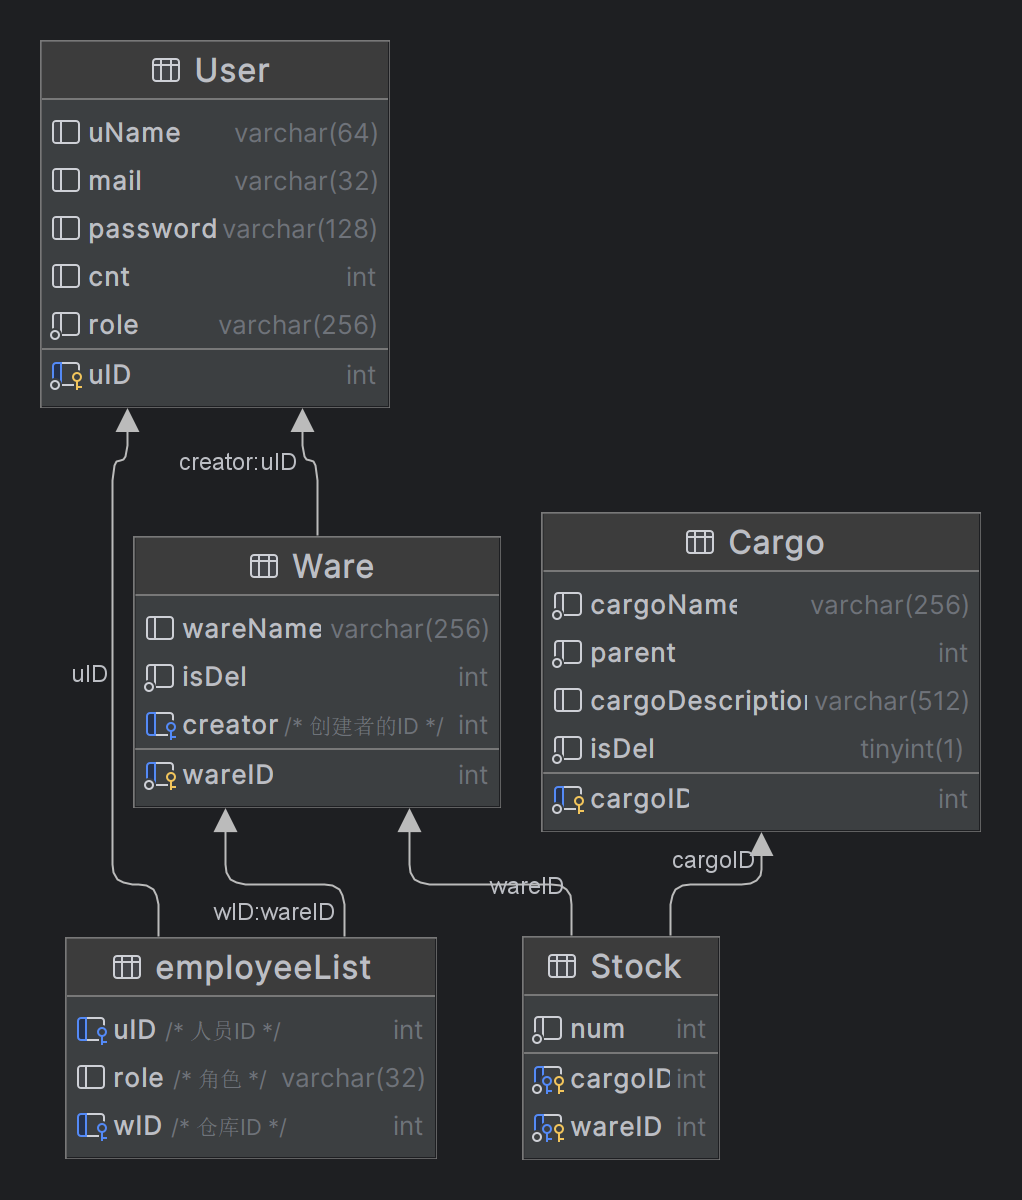 User
uName varchar(64)
mail varchar(32)
password varchar(128)
cnt int
role varchar(256)
uID int
creator:uID
uID
Ware
wareName varchar(256)
isDel int
creator /* 创建者的ID */ int
wareID int
Cargo
cargoName varchar(256)
parent int
cargoDescription varchar(512)
isDel tinyint(1)
cargoID int
cargoID
wareID
wID:wareID
employeeList
uID /* 人员ID */ int
role /* 角色 */ varchar(32)
wID /* 仓库ID */ int
Stock
num int
cargoID int
wareID int